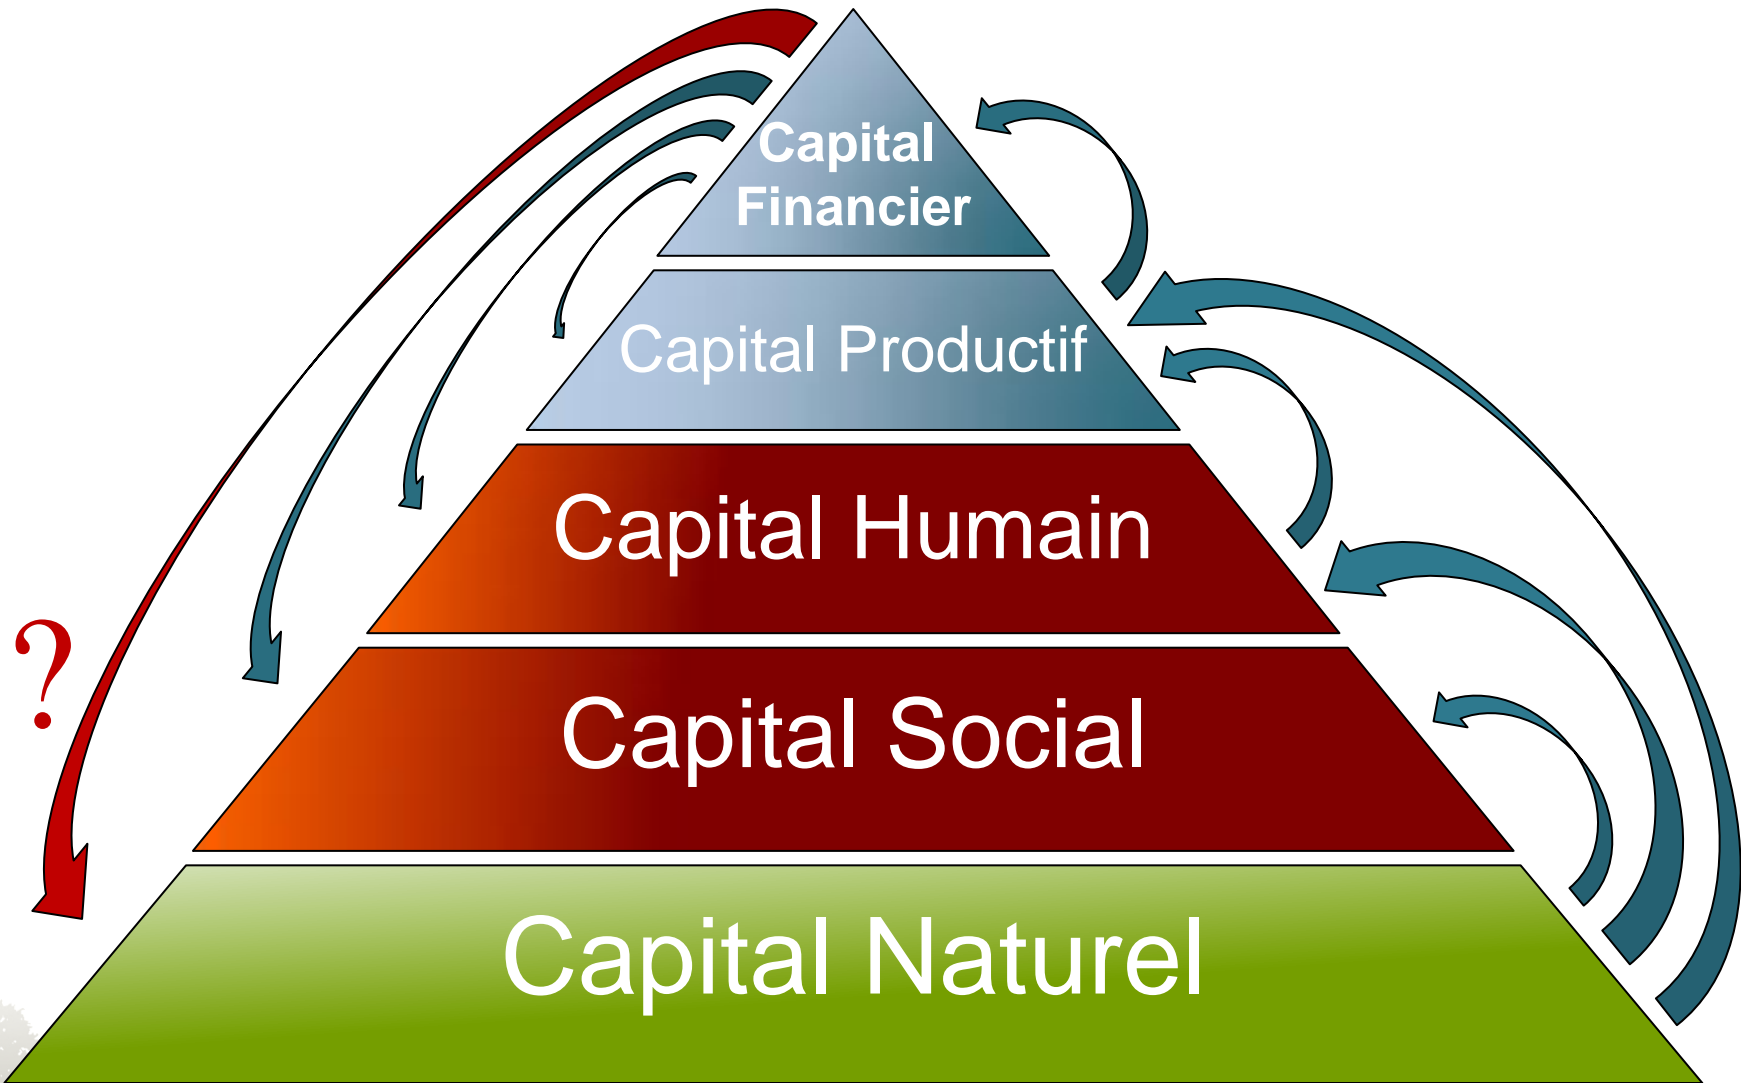 Capital
Financier
Capital Productif
Capital Humain
?
Capital Social
Capital Naturel